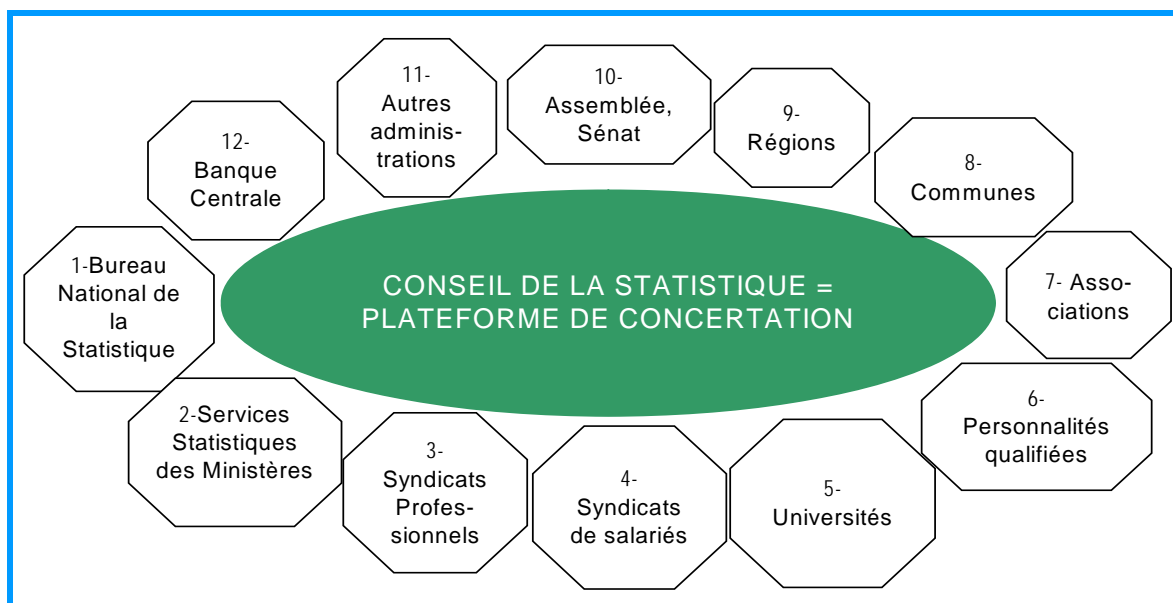 11-
Autres
adminis-
trations
10-
Assemblée,
Sénat
9-
Régions
12-
Banque
Centrale
8-
Communes
1-Bureau
National de
la
Statistique
CONSEIL DE LA STATISTIQUE =
PLATEFORME DE CONCERTATION
7- Asso-
ciations
2-Services
Statistiques
des Ministères
3-
Syndicats
Profes-
sionnels
4-
Syndicats
de salariés
5-
Universités
6-
Personnalités
qualifiées